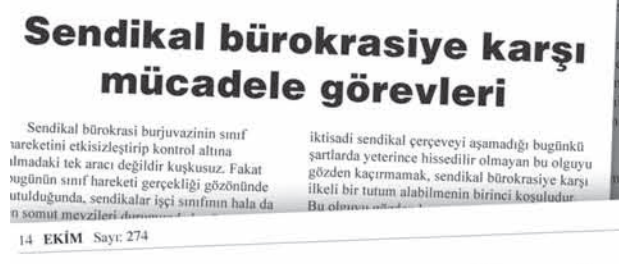 Sendikal bürokrasiye karşı
mücadele görevleri
Sendikal bürokrasi burjuvazinin sınıf
hareketini etkisizleştirip kontrol altına
almadaki tek aracı değildir kuşkusuz. Fakat
bugünün sınıf hareketi gerçekliği gözönünde
tutulduğunda, sendikalar işçi sınıfının hala da
somut mevzileri
iktisadi sendikal çerçeveyi aşamadığı bugünkü
şartlarda yeterince hissedilir olmayan bu olguyu
gözden kaçırmamak, sendikal bürokrasiye karşı
ilkeli bir tutum alabilmenin birinci koşuludur.
Bu olguyu
14 EKİM Sayı: 274